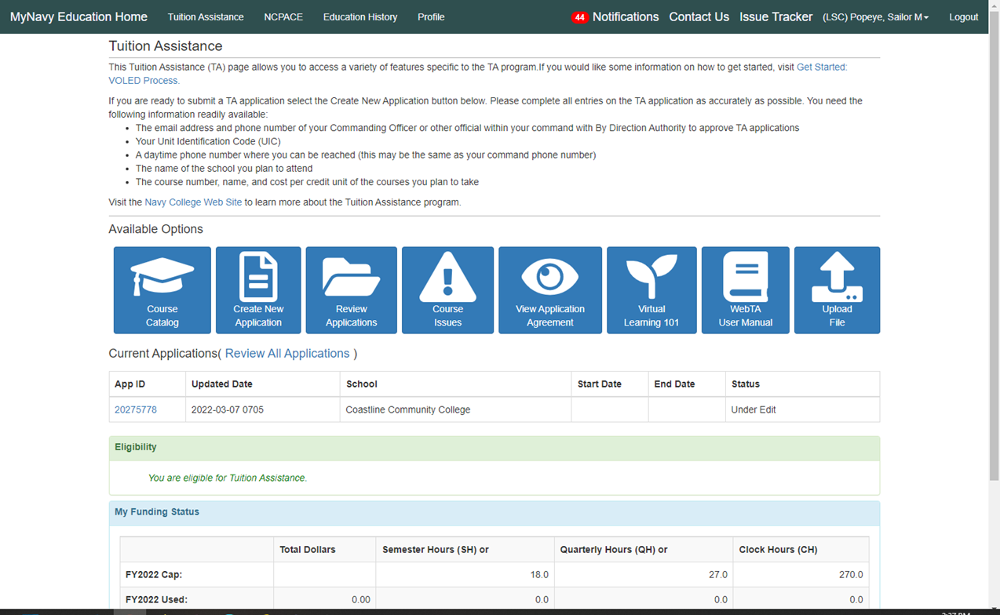 MyNavy Education Home Tuition Assistance NCPACE Education History Profile 44 Notifications Contact Us Issue Tracker (LSC) Popeye, Sailor M Logout
Tuition Assistance
This Tuition Assistance (TA) page allows you to access a variety of features specific to the TA program.If you would like some information on how to get started, visit Get Started:
VOLED Process.
If you are ready to submit a TA application select the Create New Application button below. Please complete all entries on the TA application as accurately as possible. You need the
following information readily available:
• The email address and phone number of your Commanding Officer or other official within your command with By Direction Authority to approve TA applications
• Your Unit Identification Code (UIC)
• A daytime phone number where you can be reached (this may be the same as your command phone number)
• The name of the school you plan to attend
• The course number, name, and cost per credit unit of the courses you plan to take
Visit the Navy College Web Site to learn more about the Tuition Assistance program.
Available Options
Course
Catalog
Create New
Application
Review
Applications
Course
Issues
View Application
Agreement
Virtual
Learning 101
WebTA
User Manual
Upload
File
Current Applications( Review All Applications )
App ID Updated Date School Start Date End Date Status
20275778 2022-03-07 0705 Coastline Community College Under Edit
Eligibility
You are eligible for Tuition Assistance.
My Funding Status
Total Dollars Semester Hours (SH) or Quarterly Hours (QH) or Clock Hours (CH)
FY2022 Cap: 18.0 27.0 270.0
FY2022 Used: 0.00 0.0 0.0 0.0